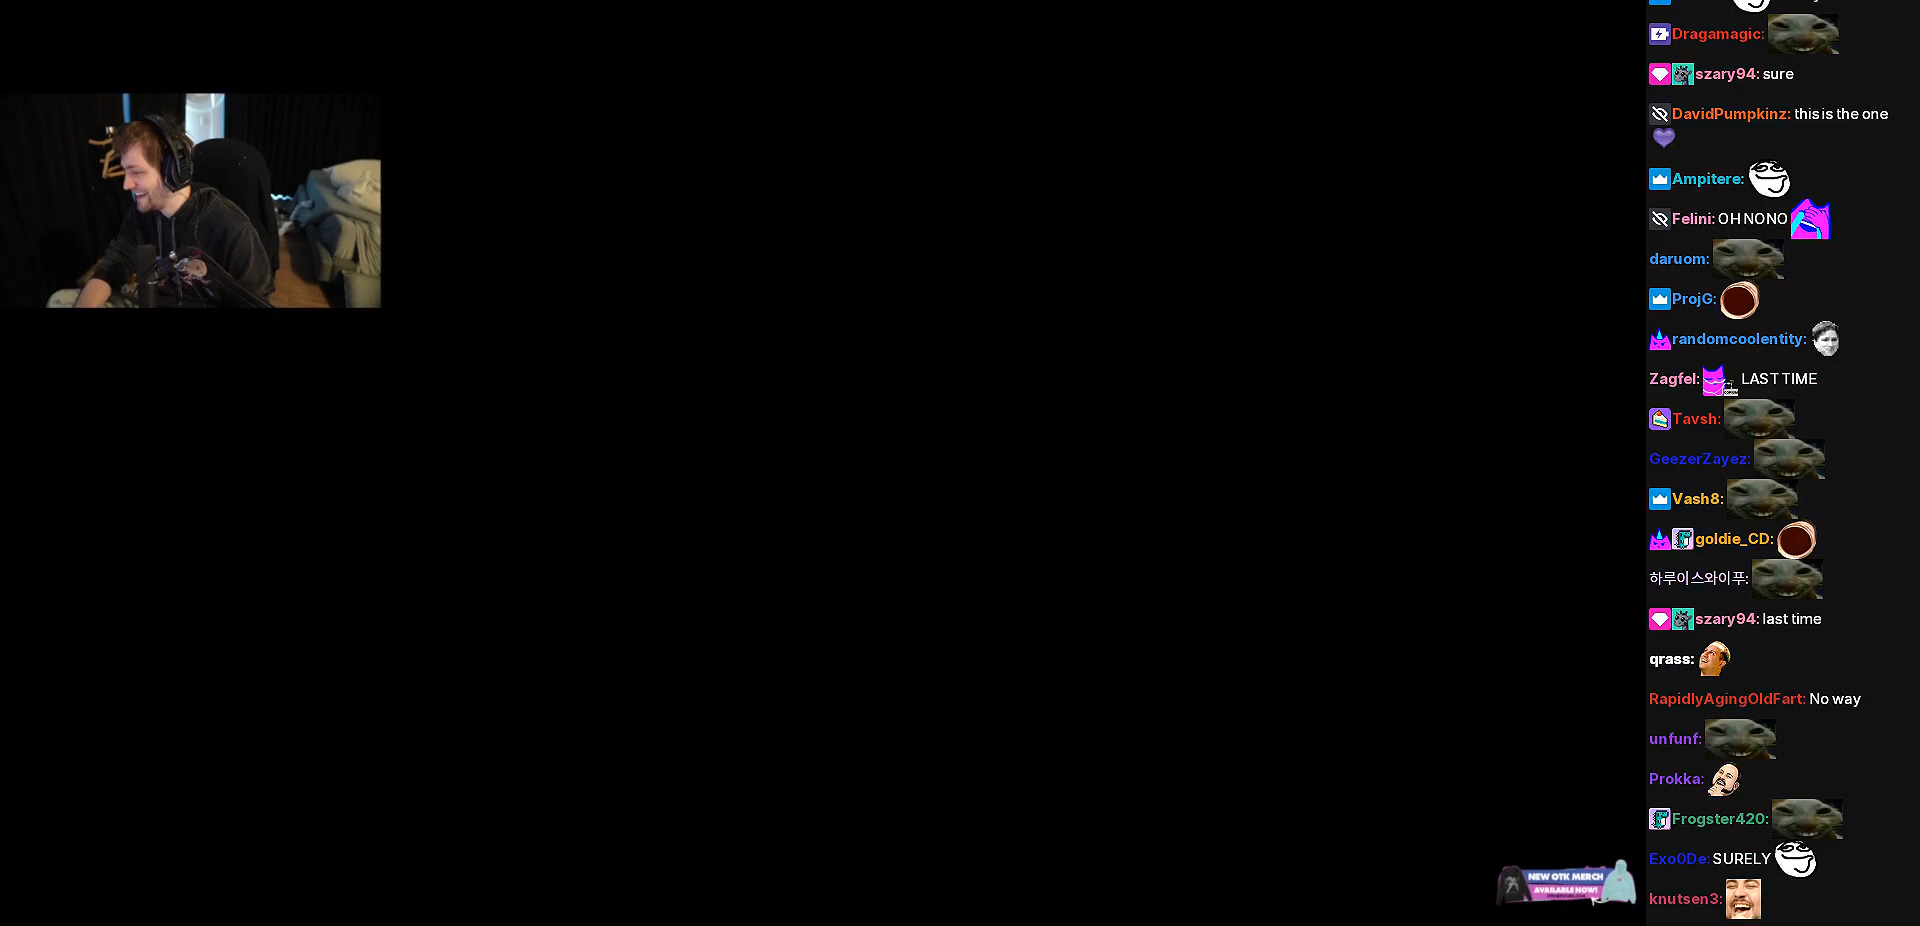 Dragamagic:
szary94: sure
DavidPumpkinz: this is the one
Ampitere:
Felini: OH NONO
daruom:
ProjG:
randomcoolentity:
Zagfel: LAST TIME
Tavsh:
GeezerZayez:
Vash8:
goldie_CD:
하루이스와이푸:
szary94: last time
qrass:
RapidlyAgingOldFart: No way
unfunf:
Prokka:
Frogster420:
Exo0De: SURELY
knutsen3:
NEW OTK MERCH
AVAILABLE NOW!